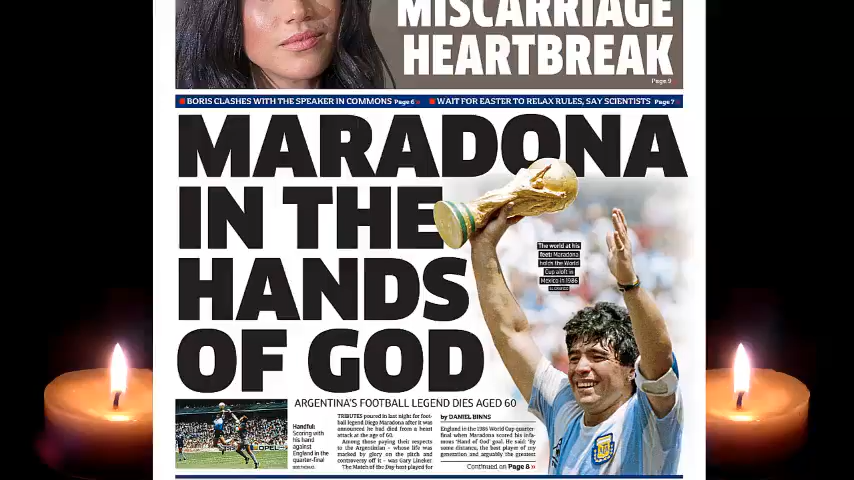 MISCARRIAGE
HEARTBREAK
Page 9
BORIS CLASHES WITH THE SPEAKER IN COMMONS Page 6 WAIT FOR EASTER TO RELAX RULES, SAY SCIENTISTS Page 7
MARADONA
IN THE
HANDS
OF GOD
The world at his
feet: Maradona
holds the World
Cup aloft in
Mexico in 1986
ARGENTINA'S FOOTBALL LEGEND DIES AGED 60
Handful:
Scoring with
his hand
against
England in the
quarter-final
TRIBUTES poured in last night for foot-
ball legend Diego Maradona after it was
announced he had died from a heart
attack at the age of 60.
Among those paying their respects
to the Argentinian – whose life was
marked by glory on the pitch and
controversy off it – was Gary Lineker
The Match of the Day host played for
by DANIEL BINNS
England in the 1986 World Cup quarter-
final when Maradona scored his infa-
mous 'Hand of God' goal. He said: 'By
some distance, the best player of my
generation and arguably the greatest
Continued on Page 8 »
OPEL